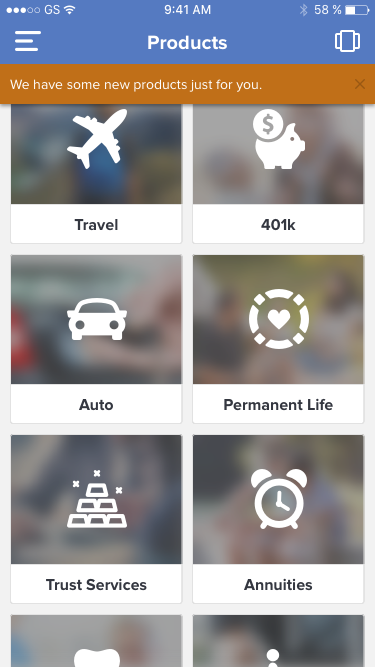 GS 9:41 AM 58 %
Products
We have some new products just for you.
$
Travel 401k
Auto Permanent Life
Trust Services Annuities